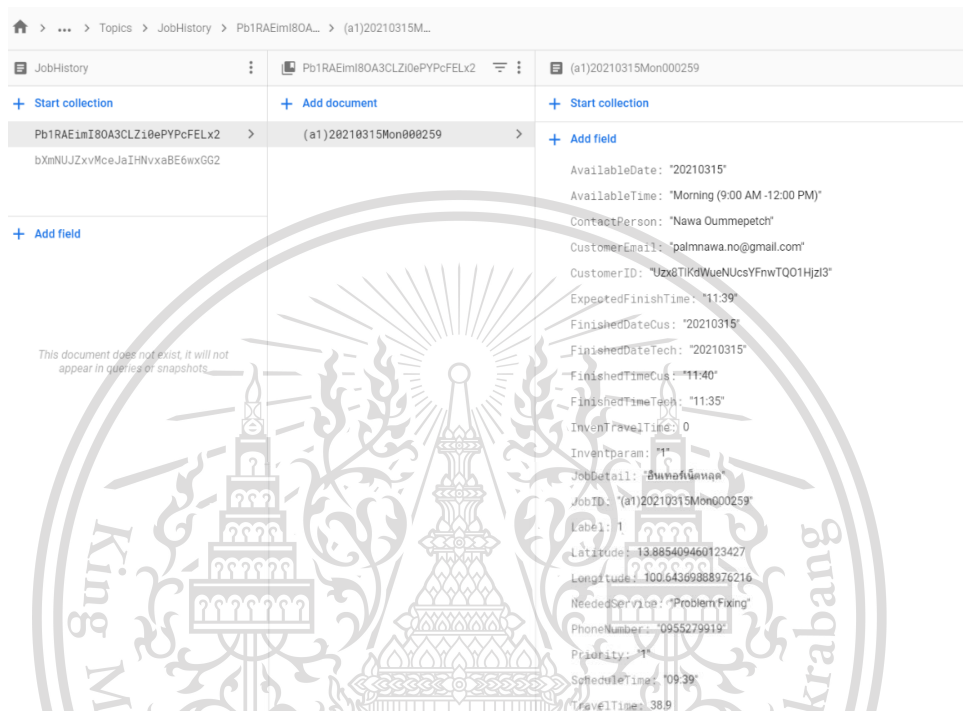 ... > Topics > JobHistory > Pb1RAEimI8OA... > (a1)20210315M...
JobHistory
Pb1RAEimI8OA3CLZi0ePYPcFELx2
(a1)20210315Mon000259
+ Start collection
+ Add document
+ Start collection
Pb1RAEimI8OA3CLZi0ePYPcFELx2 >
(a1)20210315Mon000259 >
+ Add field
bXmNUJZxvMceJaIHNvxaBE6wxGG2
+ Add field
This document does not exist, it will not
appear in queries or snapshots
AvailableDate: "20210315"
AvailableTime: "Morning (9:00 AM -12:00 PM)"
ContactPerson: "Nawa Oummepetch"
CustomerEmail: "palmnawa.no@gmail.com"
CustomerID: "Uzx8TlKdWueNUcsYFnwTQO1Hjzl3"
ExpectedFinishTime: "11:39"
FinishedDateCus: "20210315"
FinishedDateTech: "20210315"
FinishedTimeCus: "11:40"
FinishedTimeTech: "11:35"
InvenTravelTime: 0
Inventparam: "1"
JobDetail: "อินเทอร์เน็ตหลุด"
JobID: "(a1)20210315Mon000259"
Label: 1
Latitude: 13.885409460123427
Longitude: 100.64369888976216
NeededService: "Problem Fixing"
PhoneNumber: "0955279919"
Priority: "1"
ScheduleTime: "09:39"
TravelTime: 38.9
King M
krabang